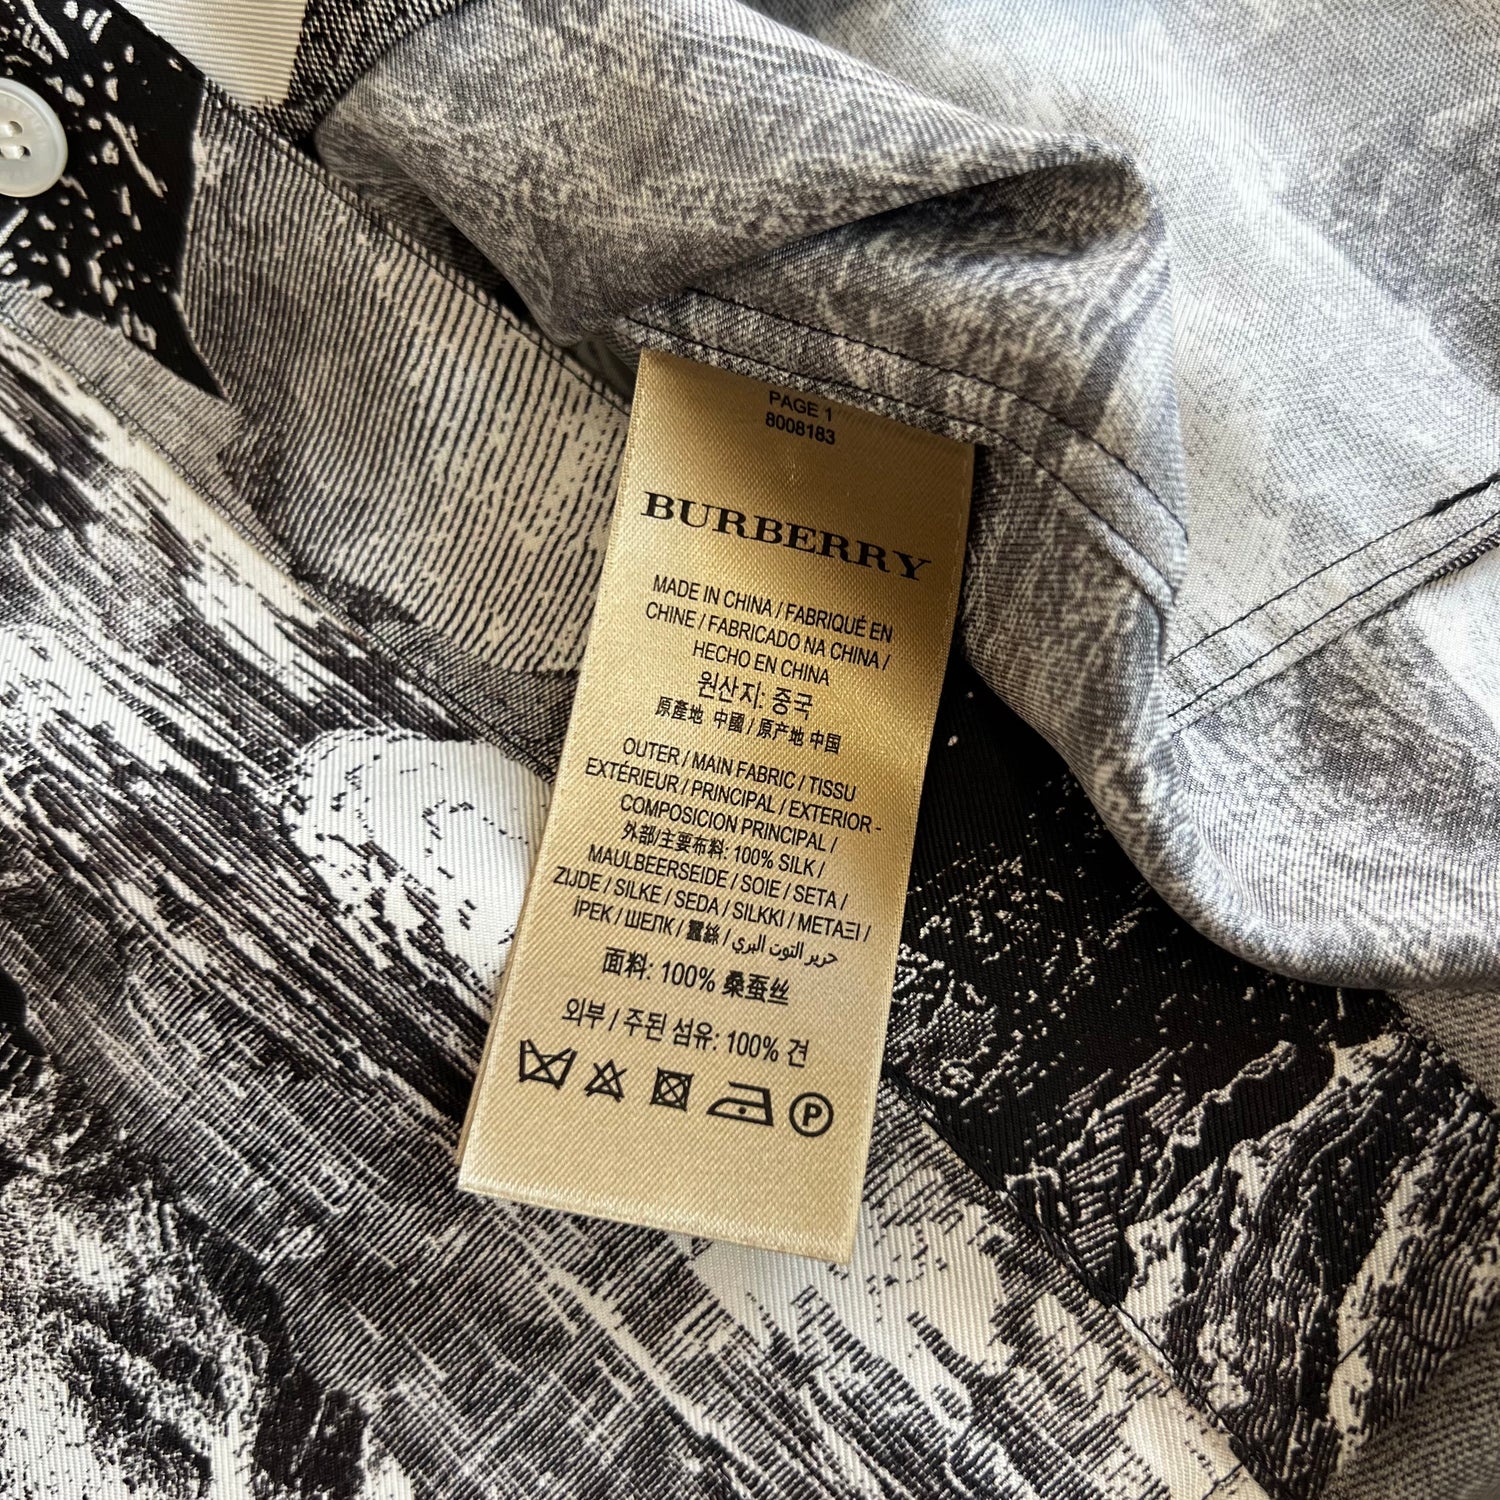 PAGE 1
8008183
BURBERRY
MADE IN CHINA / FABRIQUÉ EN
CHINE / FABRICADO NA CHINA /
HECHO EN CHINA
원산지: 중국
原產地 中國 / 原产地 中国
OUTER / MAIN FABRIC / TISSU
EXTÉRIEUR / PRINCIPAL / EXTERIOR -
COMPOSICION PRINCIPAL /
外部/主要布料: 100% SILK /
MAULBEERSEIDE / SOIE / SETA /
ZIJDE / SILKE / SEDA / SILKKI / ΜΕΤΑΞΙ /
İPEK / ШЕЛК / 蠶絲 / حرير التوت البري
面料: 100% 桑蚕丝
외부 / 주된 섬유: 100% 견
P